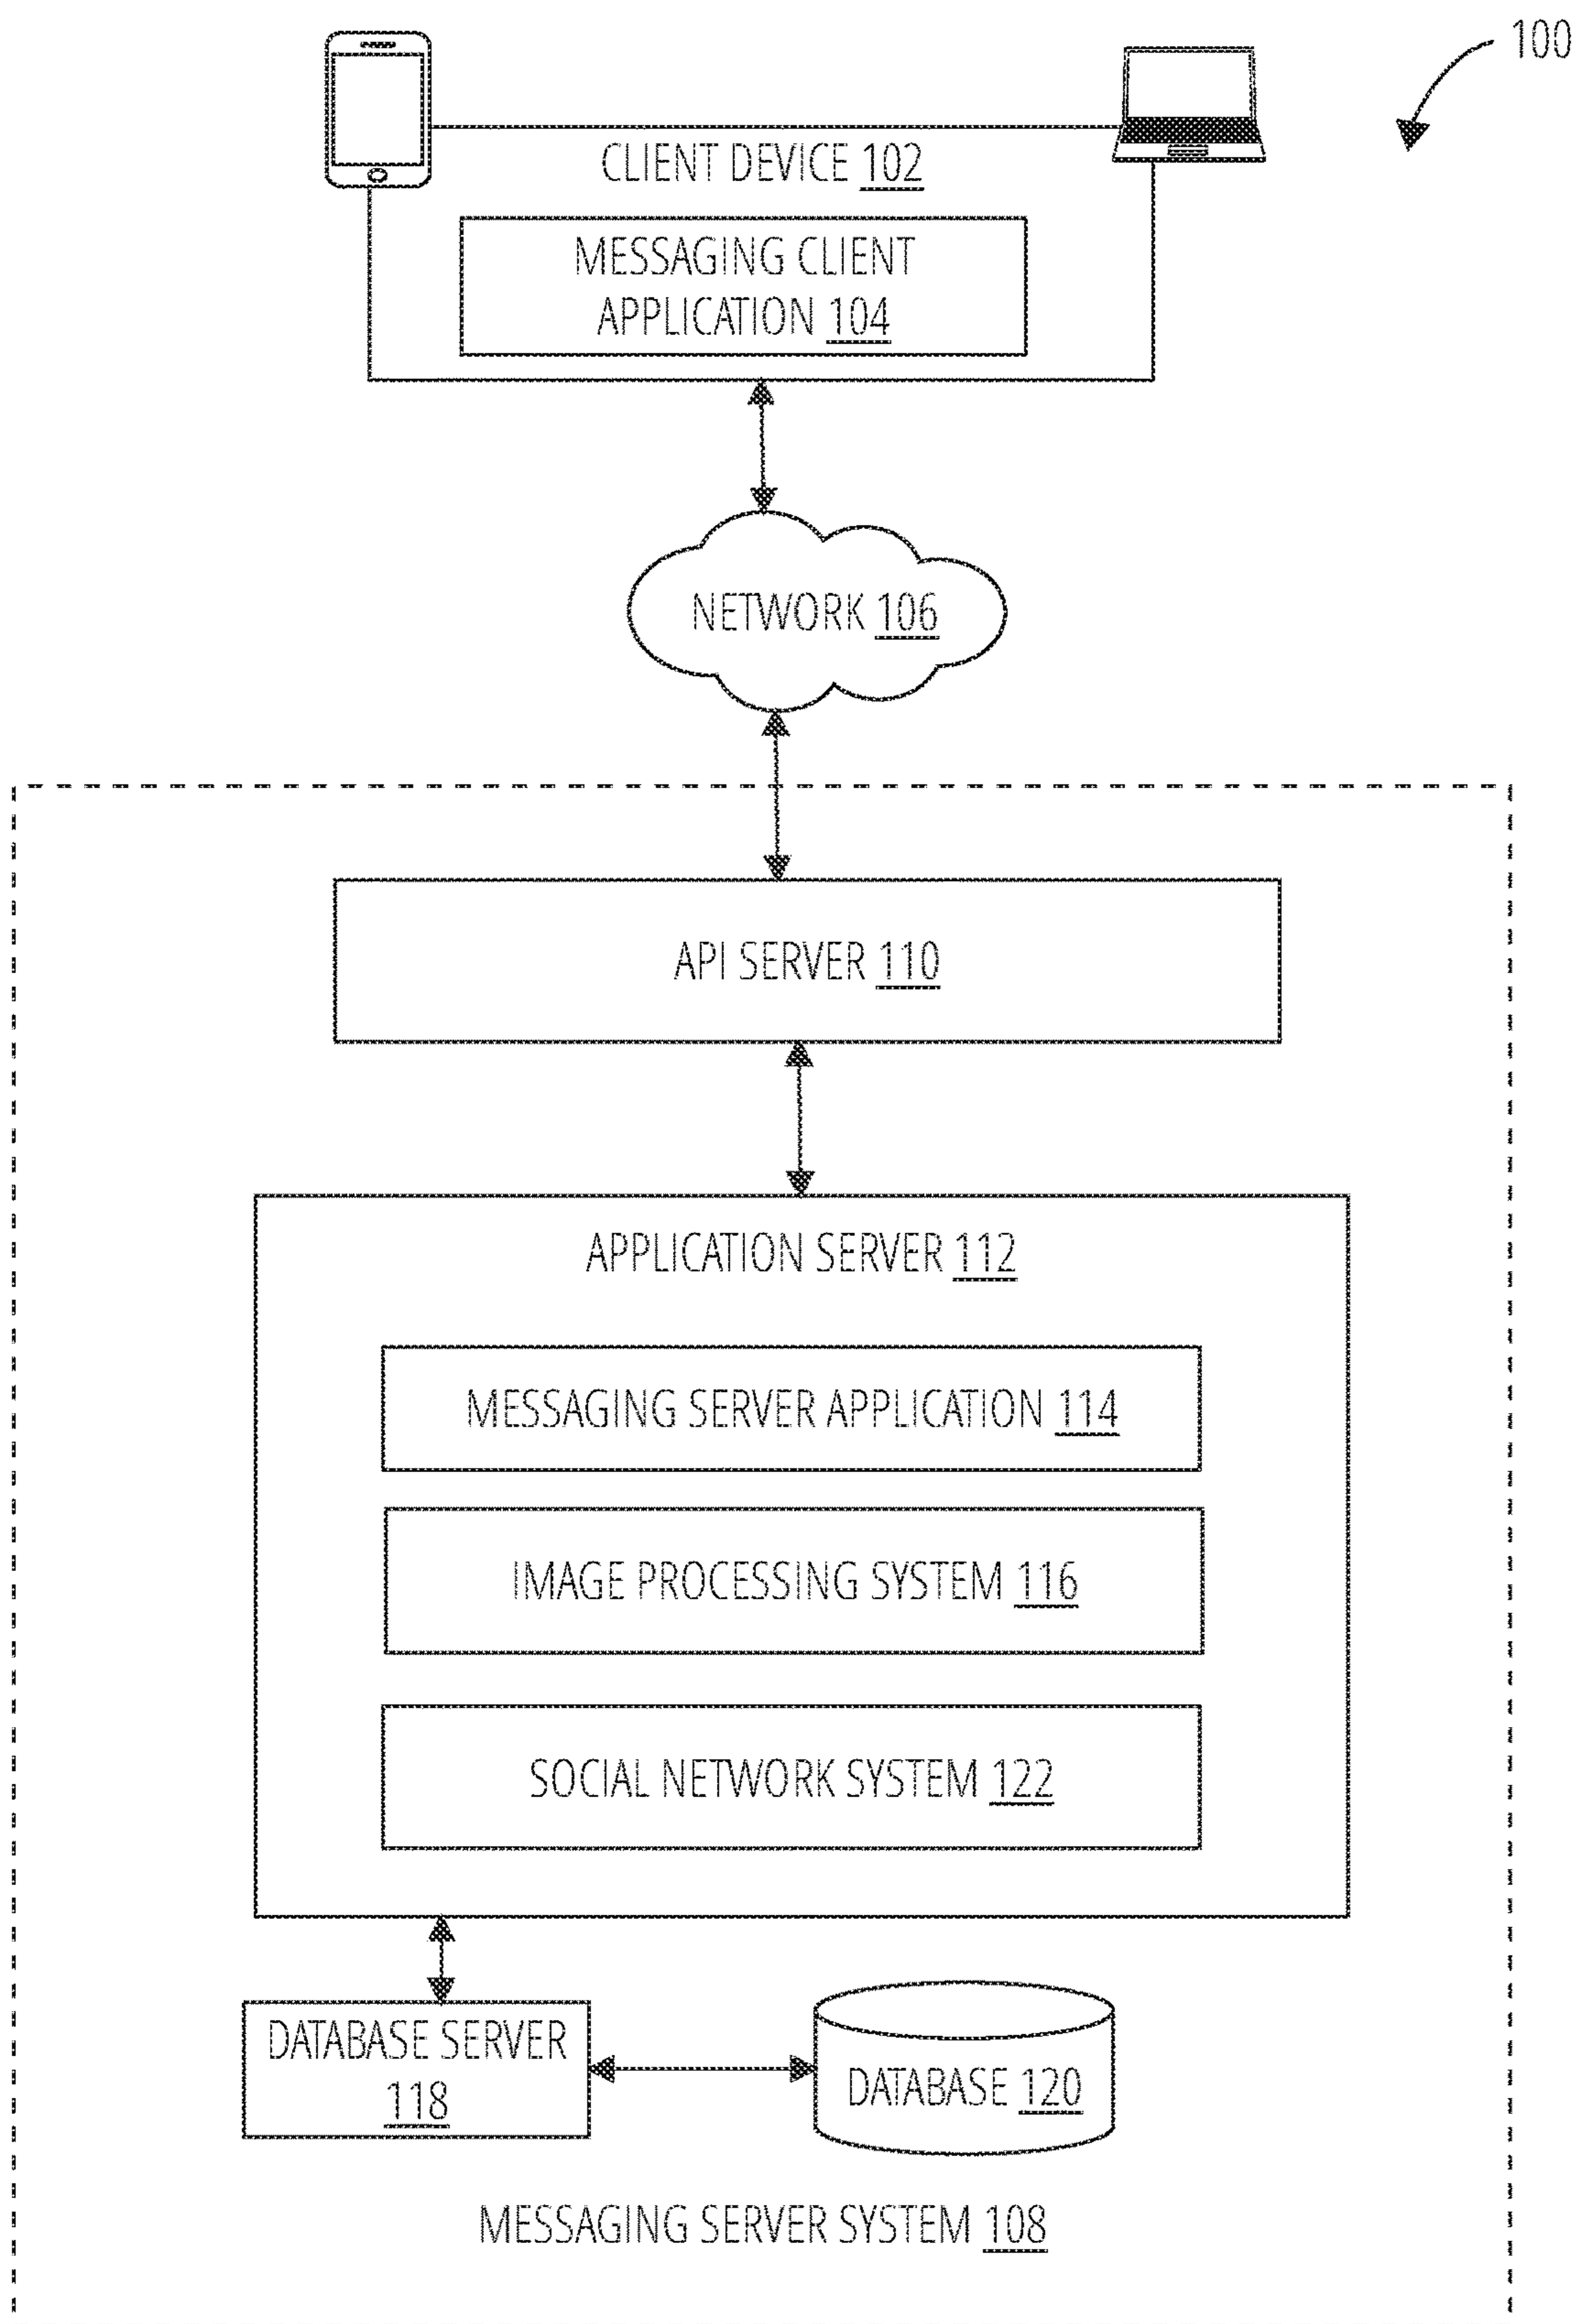 100
CLIENT DEVICE 102
MESSAGING CLIENT
APPLICATION 104
NETWORK 106
API SERVER 110
APPLICATION SERVER 112
MESSAGING SERVER APPLICATION 114
IMAGE PROCESSING SYSTEM 116
SOCIAL NETWORK SYSTEM 122
DATABASE SERVER
118
DATABASE 120
MESSAGING SERVER SYSTEM 108